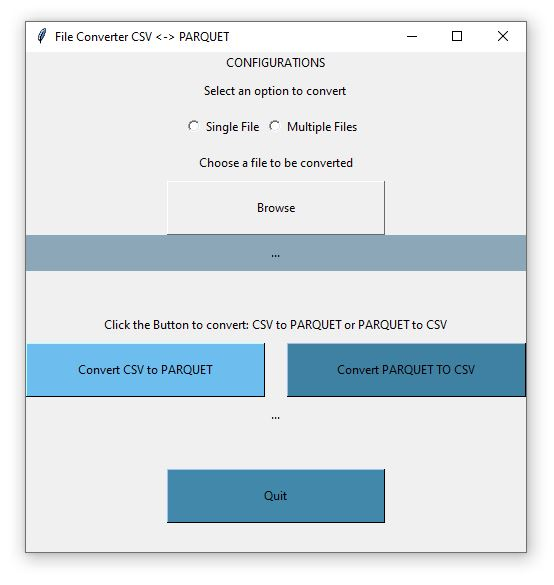 File Converter CSV <-> PARQUET
CONFIGURATIONS
Select an option to convert
Single File Multiple Files
Choose a file to be converted
Browse
...
Click the Button to convert: CSV to PARQUET or PARQUET to CSV
Convert CSV to PARQUET Convert PARQUET TO CSV
...
Quit